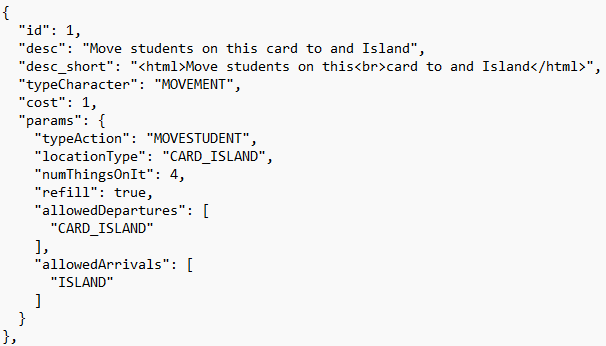 {
  "id": 1,
  "desc": "Move students on this card to and Island",
  "desc_short": "<html>Move students on this<br>card to and Island</html>",
  "typeCharacter": "MOVEMENT",
  "cost": 1,
  "params": {
    "typeAction": "MOVESTUDENT",
    "locationType": "CARD_ISLAND",
    "numThingsOnIt": 4,
    "refill": true,
    "allowedDepartures": [
      "CARD_ISLAND"
    ],
    "allowedArrivals": [
      "ISLAND"
    ]
  }
},